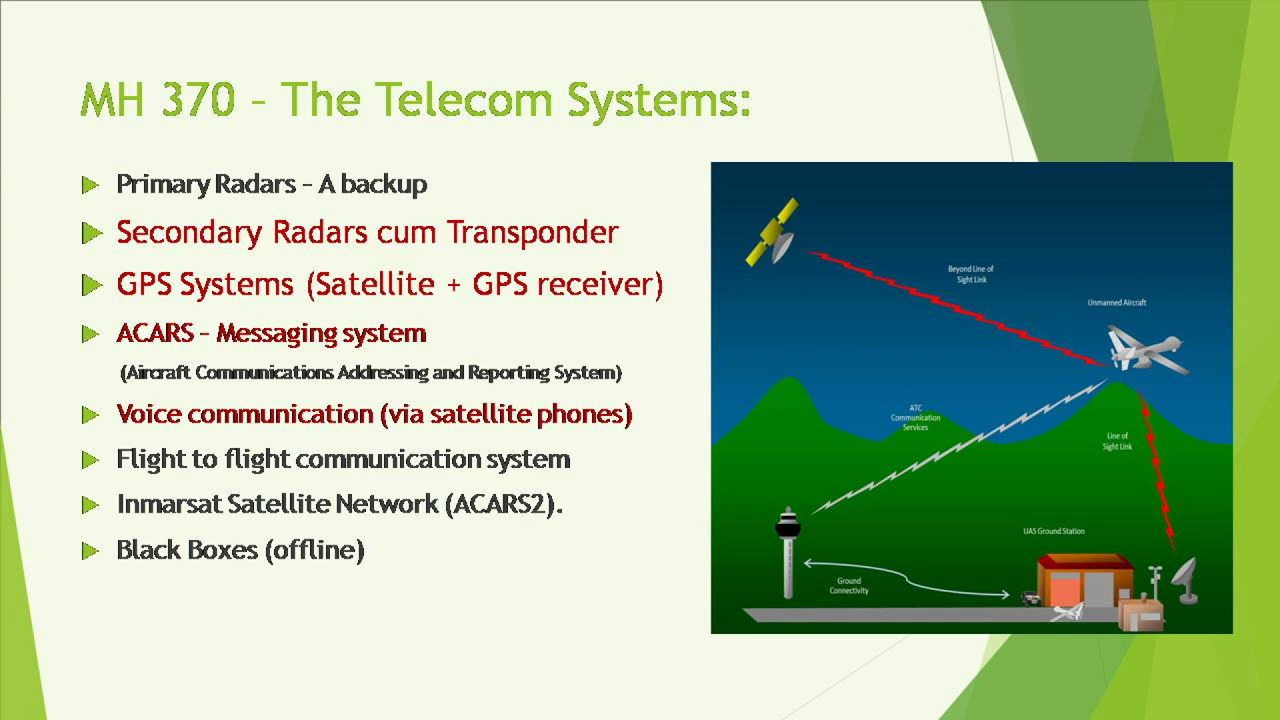 MH 370 – The Telecom Systems:
Primary Radars – A backup
Secondary Radars cum Transponder
GPS Systems (Satellite + GPS receiver)
ACARS – Messaging system
(Aircraft Communications Addressing and Reporting System)
Voice communication (via satellite phones)
Flight to flight communication system
Inmarsat Satellite Network (ACARS2).
Black Boxes (offline)
Beyond Line of
Sight Link
Unmanned Aircraft
ATC
Communication
Services
Line of
Sight Link
UAS Ground Station
Ground
Connectivity